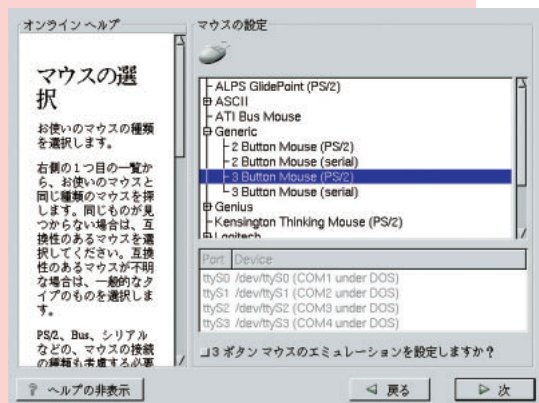 オンライン ヘルプ
マウスの選
択
お使いのマウスの種類
を選択します。
右側の1つ目の一覧か
ら、お使いのマウスと
同じ種類のマウスを探
します。同じものが見
つからない場合は、互
換性のあるマウスを選
択してください。互換
性のあるマウスが不明
な場合は、一般的なタ
イプのものを選択しま
す。
PS/2、Bus、シリアル
などの、マウスの接続
の種類も考慮する必要
マウスの設定
ALPS GlidePoint (PS/2)
ASCII
ATI Bus Mouse
Generic
2 Button Mouse (PS/2)
2 Button Mouse (serial)
3 Button Mouse (PS/2)
3 Button Mouse (serial)
Genius
Kensington Thinking Mouse (PS/2)
Logitech
Port Device
ttyS0 /dev/ttyS0 (COM1 under DOS)
ttyS1 /dev/ttyS1 (COM2 under DOS)
ttyS2 /dev/ttyS2 (COM3 under DOS)
ttyS3 /dev/ttyS3 (COM4 under DOS)
3 ボタン マウスのエミュレーションを設定しますか?
? ヘルプの非表示
戻る
次